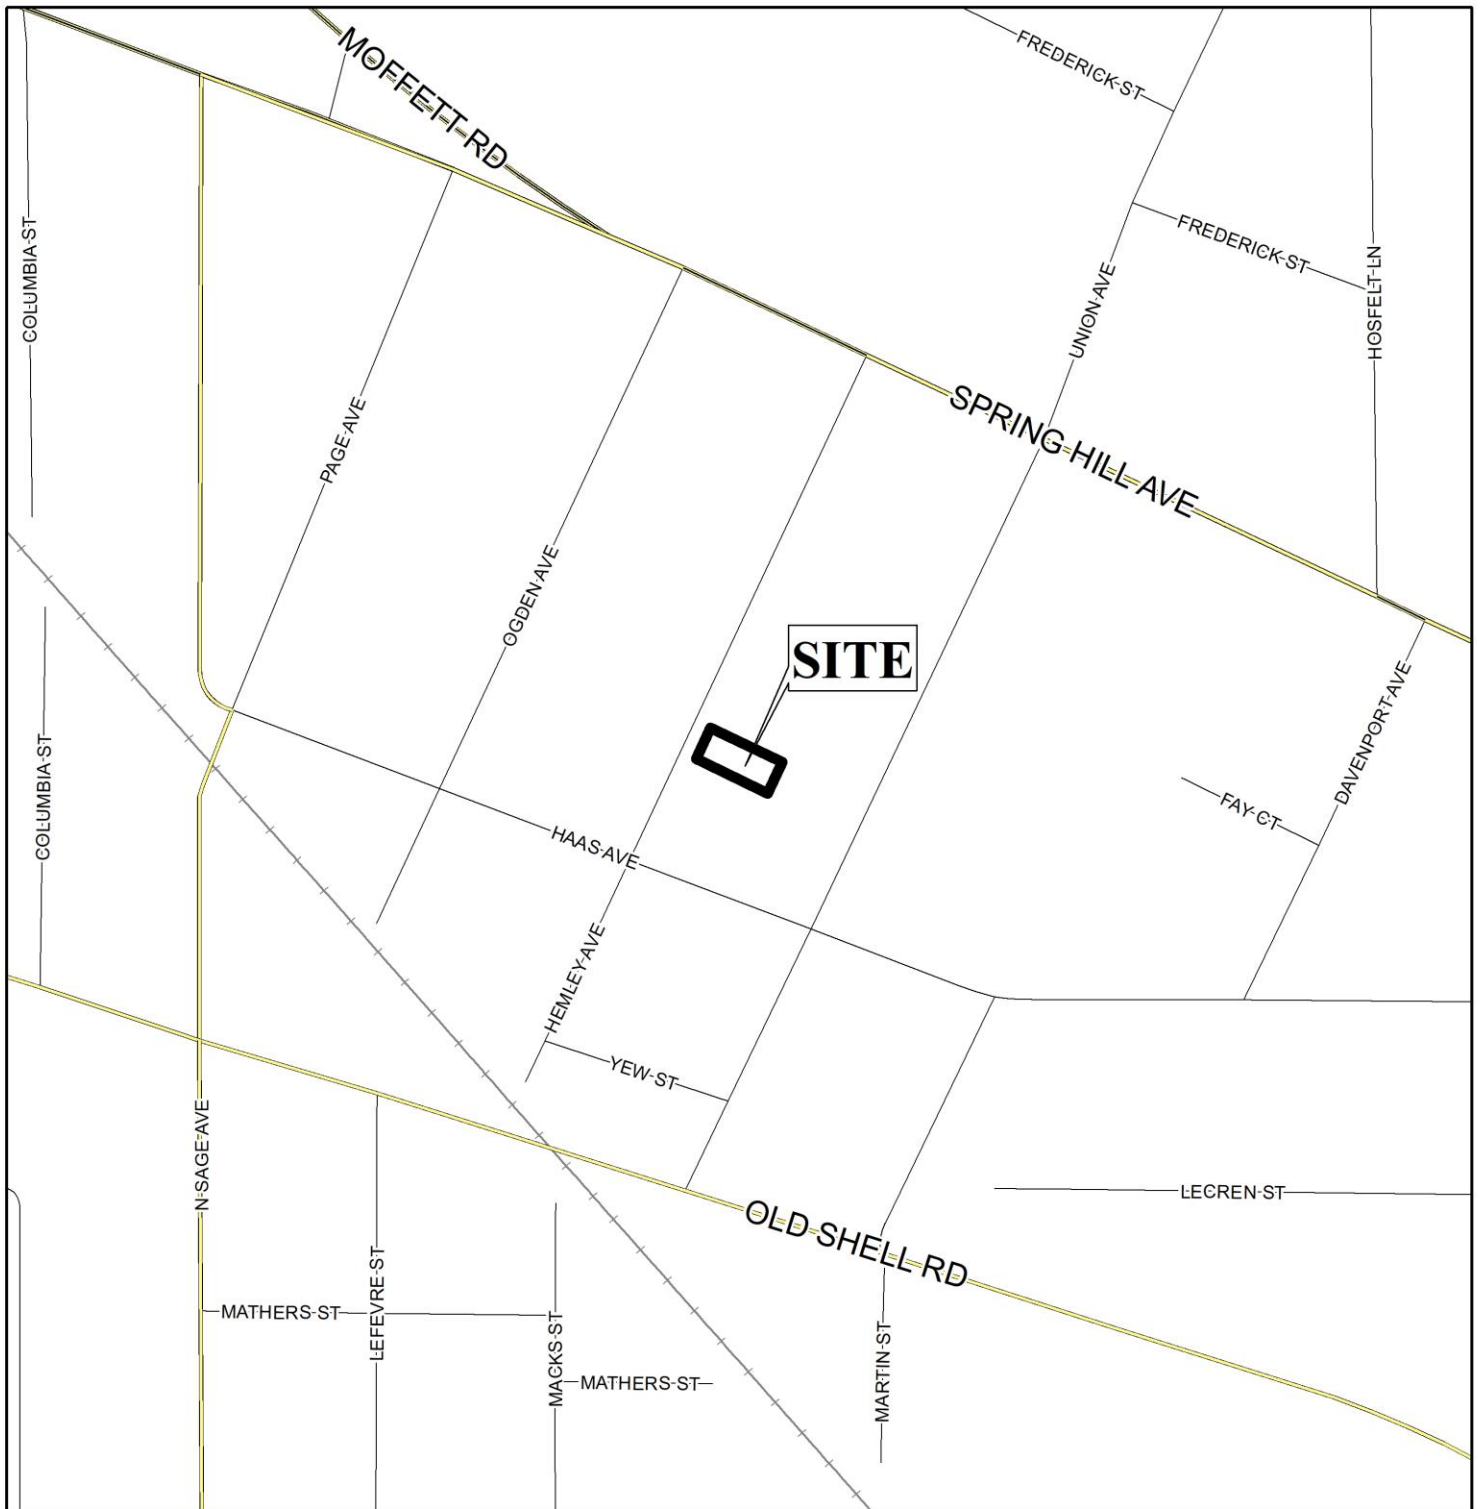 MOFFETT RD
FREDERICK ST
COLUMBIA ST
FREDERICK ST
UNION AVE
HOSFELT LN
PAGE AVE
SPRING HILL AVE
OGDEN AVE
SITE
DAVENPORT AVE
COLUMBIA ST
FAY CT
HAAS AVE
HEMLEY AVE
YEW ST
N SAGE AVE
LECREN ST
OLD SHELL RD
LEFEVRE ST
MATHERS ST
MACKS ST
MARTIN ST
MATHERS ST